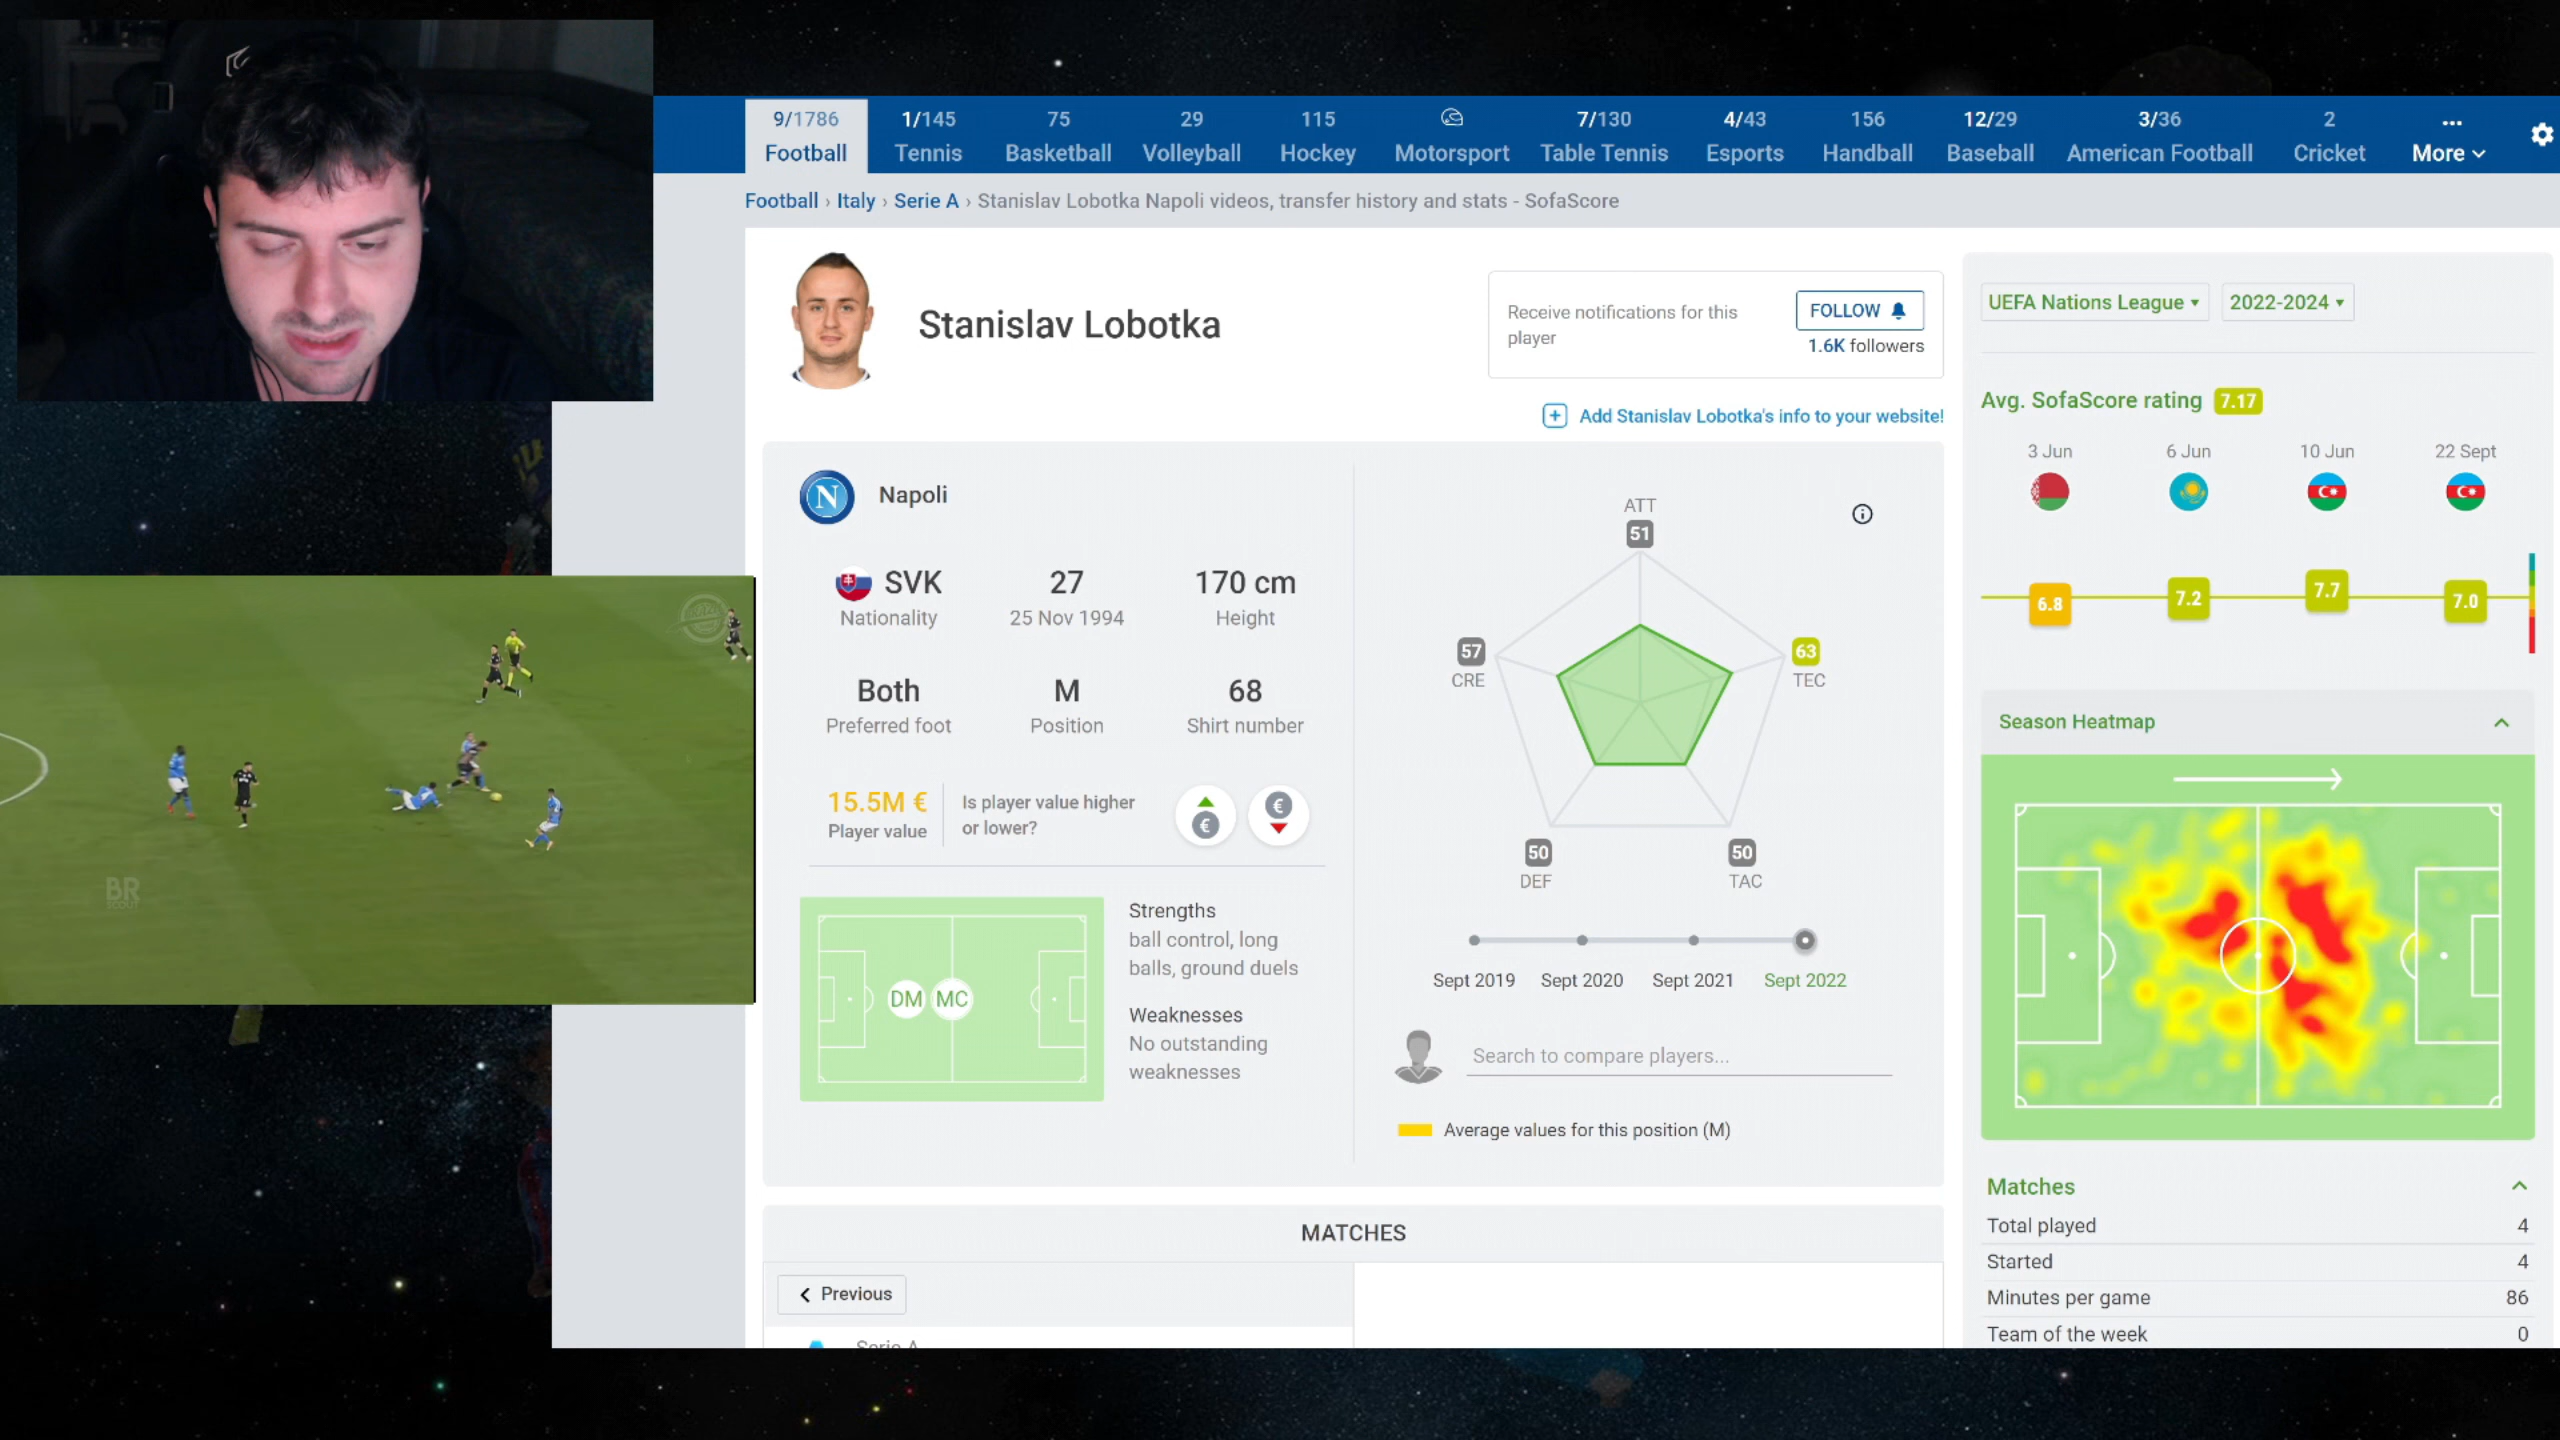 9/1786
Football
1/145
Tennis
75
Basketball
29
Volleyball
115
Hockey
Motorsport
7/130
Table Tennis
4/43
Esports
156
Handball
12/29
Baseball
3/36
American Football
2
Cricket
...
More
Football › Italy › Serie A › Stanislav Lobotka Napoli videos, transfer history and stats - SofaScore
Stanislav Lobotka
Receive notifications for this
player
FOLLOW
1.6K followers
Add Stanislav Lobotka's info to your website!
N
Napoli
SVK
Nationality
27
25 Nov 1994
170 cm
Height
Both
Preferred foot
M
Position
68
Shirt number
15.5M €
Player value
Is player value higher
or lower?
€
€
DM
MC
Strengths
ball control, long
balls, ground duels
Weaknesses
No outstanding
weaknesses
ATT
51
63
TEC
57
CRE
50
DEF
50
TAC
Sept 2019
Sept 2020
Sept 2021
Sept 2022
Search to compare players...
Average values for this position (M)
MATCHES
Previous
Serie A
UEFA Nations League
2022-2024
Avg. SofaScore rating 7.17
3 Jun
6 Jun
10 Jun
22 Sept
6.8
7.2
7.7
7.0
Season Heatmap
Matches
Total played 4
Started 4
Minutes per game 86
Team of the week 0
BR
SCOUT